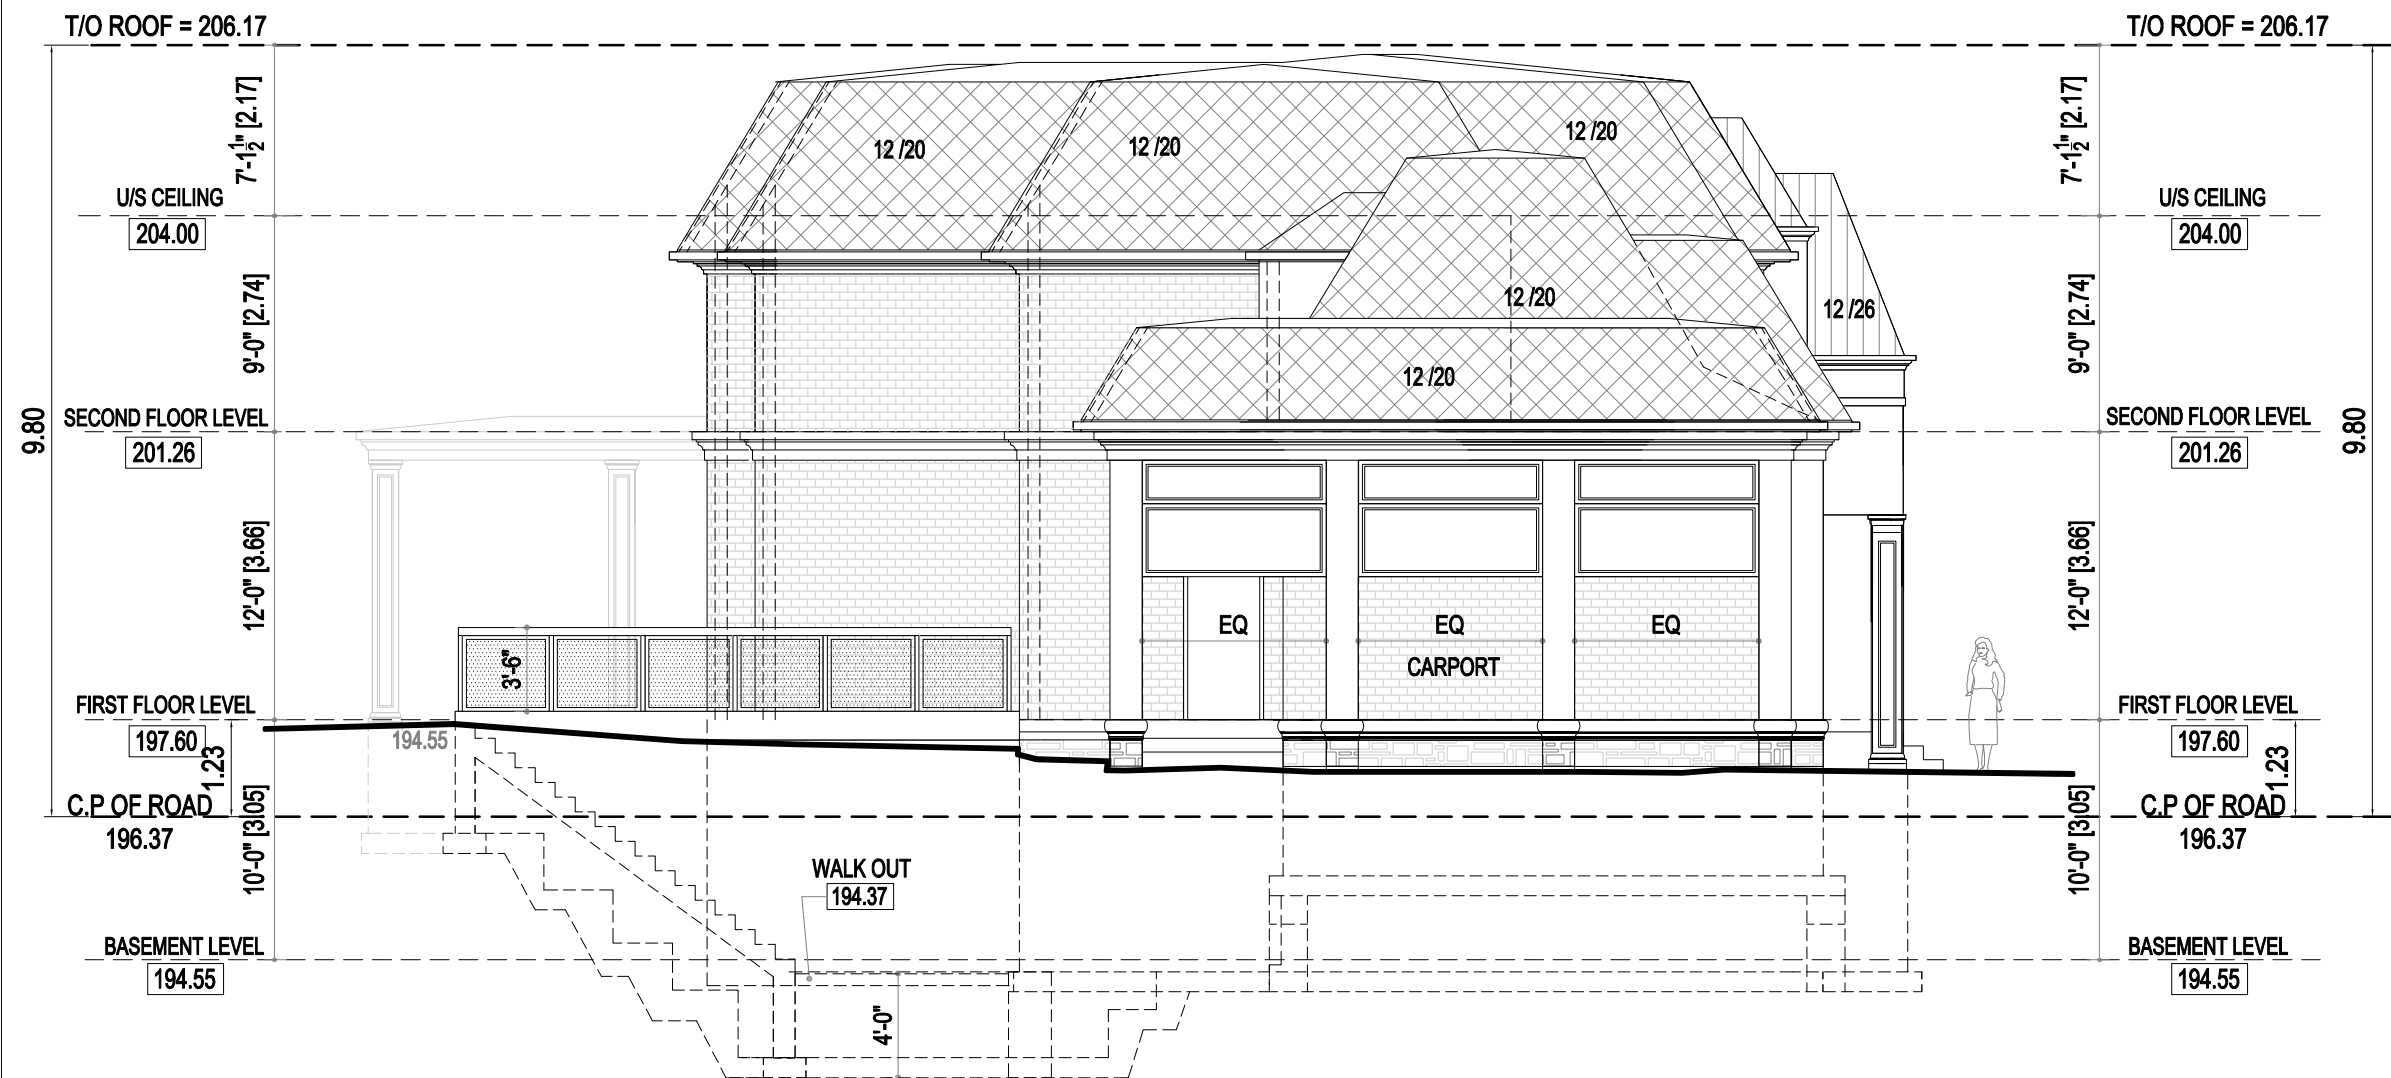 T/O ROOF = 206.17
T/O ROOF = 206.17
7'-1 1/2" [2.17]
7'-1 1/2" [2.17]
12 /20
12 /20
12 /20
U/S CEILING
204.00
U/S CEILING
204.00
9'-0" [2.74]
12 /20
12 /26
9'-0" [2.74]
12 /20
9.80
SECOND FLOOR LEVEL
201.26
SECOND FLOOR LEVEL
201.26
9.80
12'-0" [3.66]
12'-0" [3.66]
EQ
EQ
EQ
CARPORT
3'-6"
FIRST FLOOR LEVEL
197.60
194.55
1.23
FIRST FLOOR LEVEL
197.60
1.23
C.P OF ROAD
196.37
C.P OF ROAD
196.37
10'-0" [3.05]
10'-0" [3.05]
WALK OUT
194.37
BASEMENT LEVEL
194.55
BASEMENT LEVEL
194.55
4'-0"